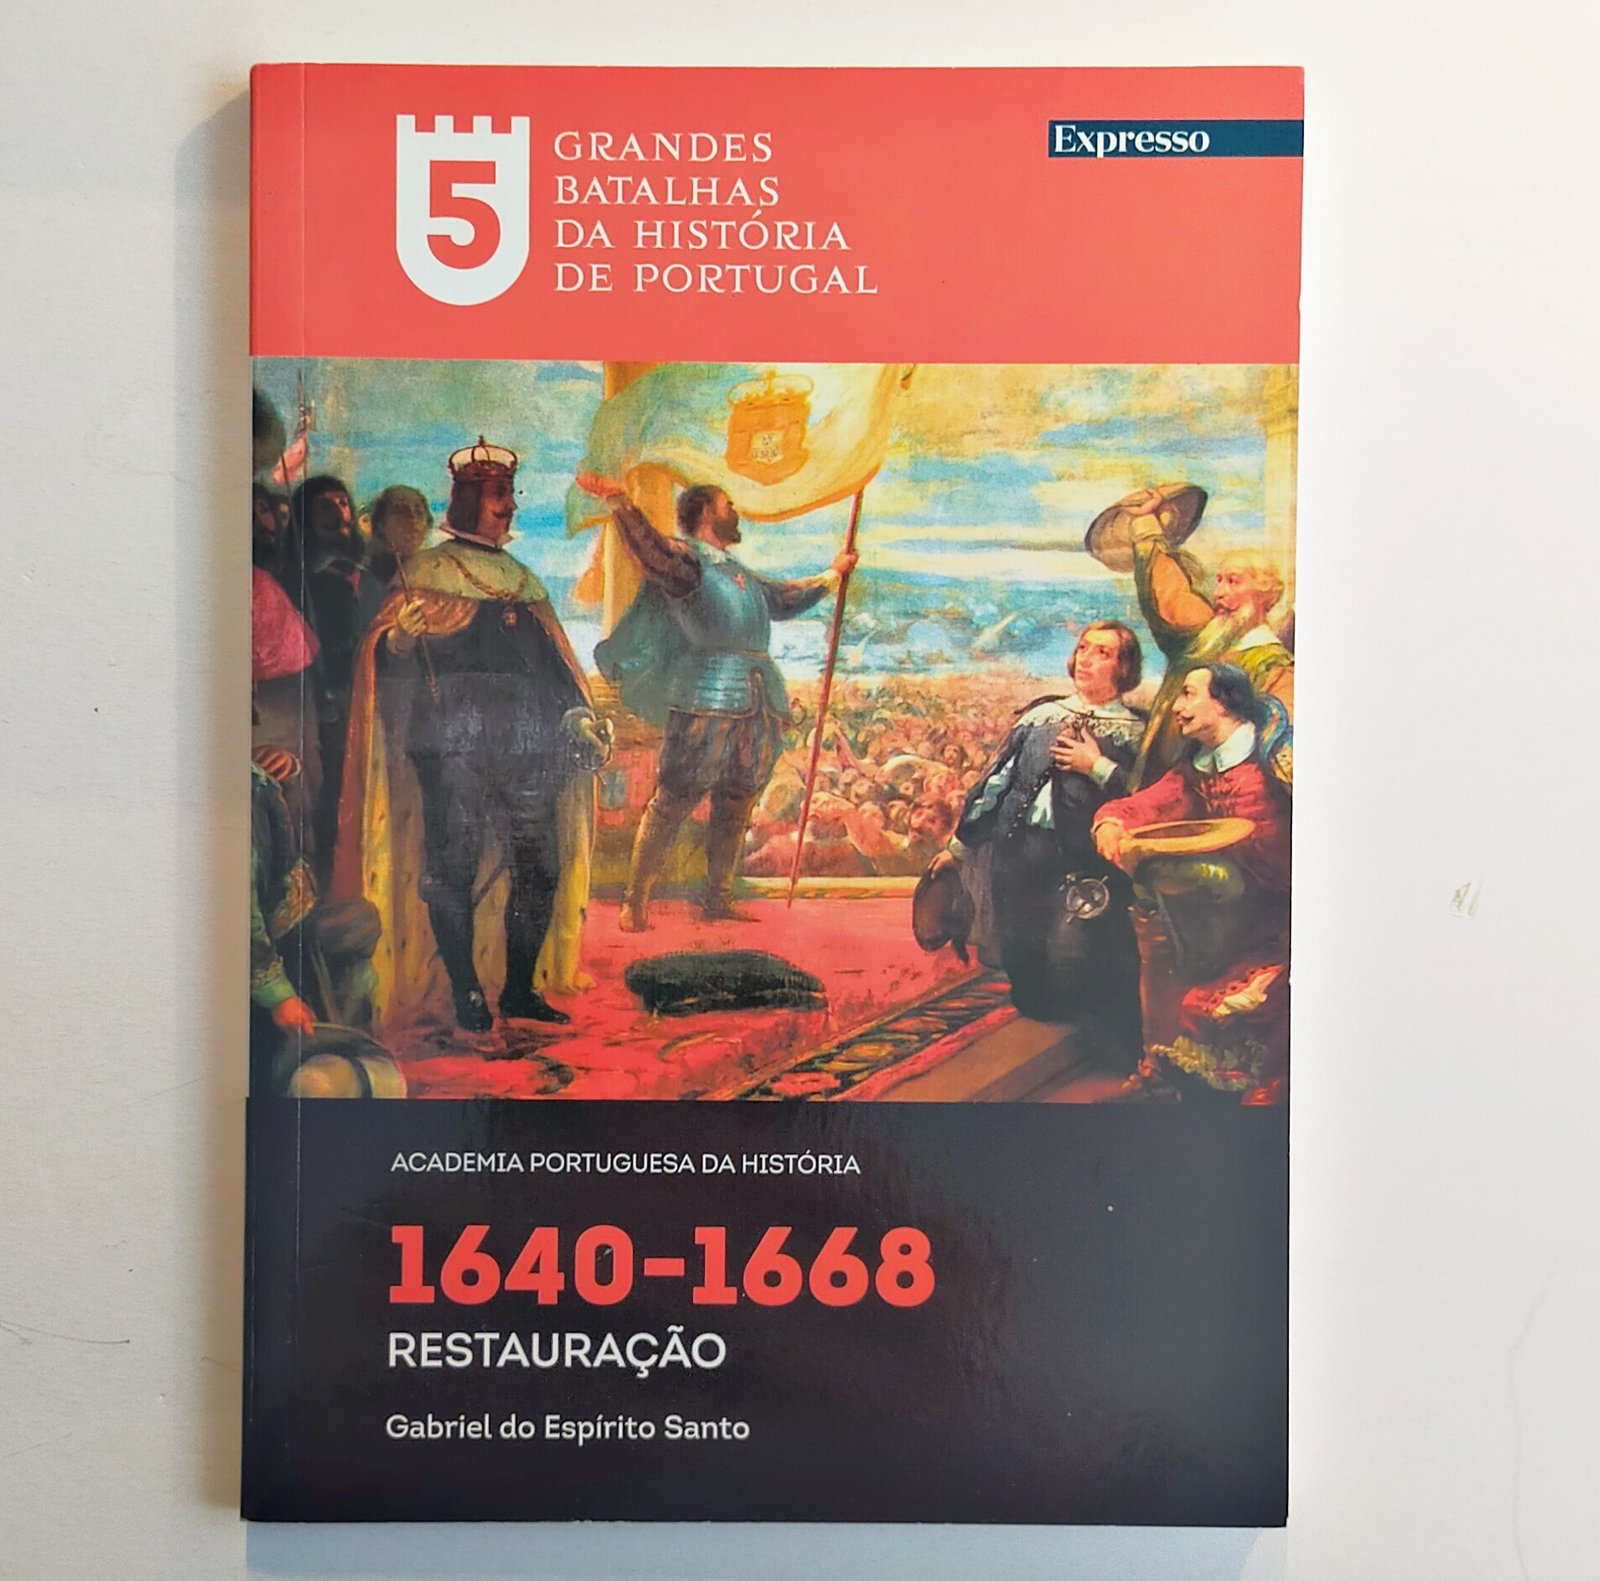 5
GRANDES
BATALHAS
DA HISTÓRIA
DE PORTUGAL
Expresso
ACADEMIA PORTUGUESA DA HISTÓRIA
1640-1668
RESTAURAÇÃO
Gabriel do Espírito Santo